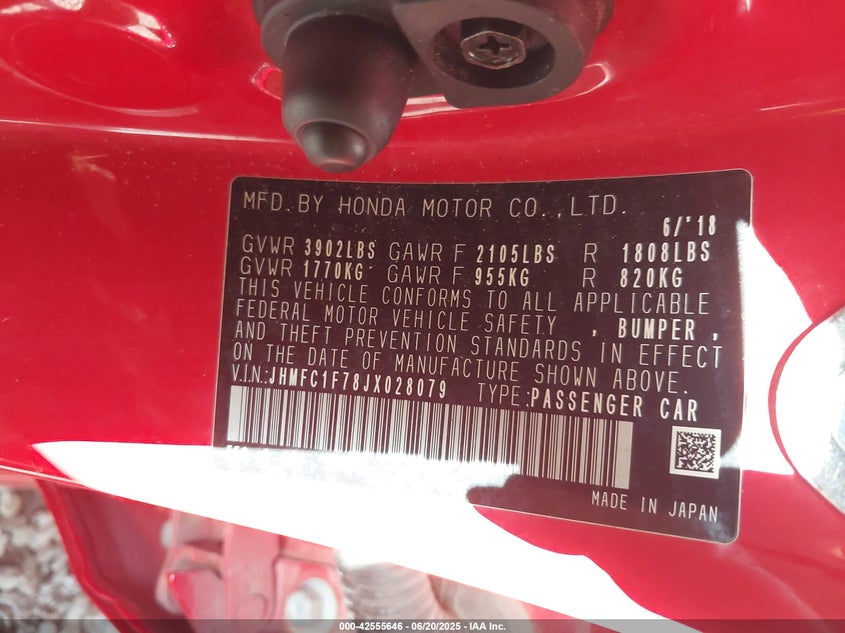 MFD. BY HONDA MOTOR CO., LTD.
6/'18
GVWR 3902LBS GAWR F 2105LBS R 1808LBS
GVWR 1770KG GAWR F 955KG R 820KG
THIS VEHICLE CONFORMS TO ALL APPLICABLE
FEDERAL MOTOR VEHICLE SAFETY , BUMPER ,
AND THEFT PREVENTION STANDARDS IN EFFECT
ON THE DATE OF MANUFACTURE SHOWN ABOVE.
V.I.N.:JHMFC1F78JX028079 TYPE:PASSENGER CAR
MADE IN JAPAN
000-42555646 - 06/20/2025 - IAA Inc.